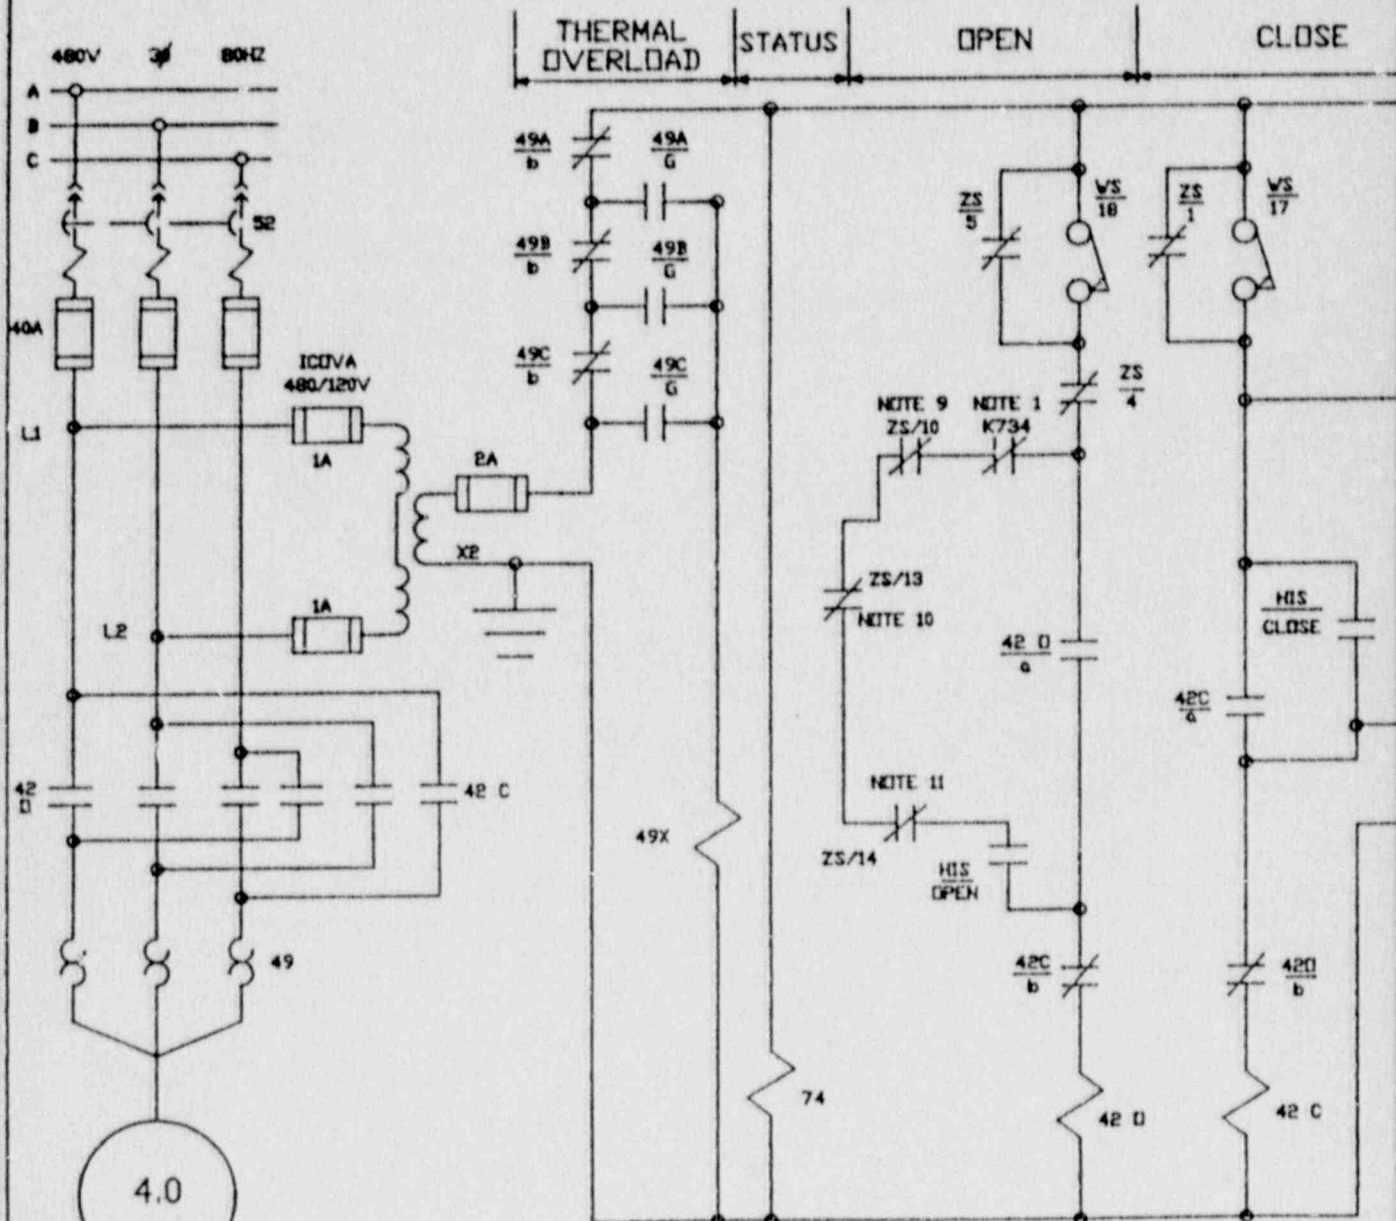 THERMAL
OVERLOAD
STATUS
OPEN
CLOSE
480V 3ø 80HZ
A
B
C
52
40A
49A
b
49A
G
49B
b
49B
G
49C
b
49C
G
ZS
5
WS
18
ZS
1
WS
17
ZS
4
ICOVA
480/120V
1A
2A
L1
X2
1A
L2
NOTE 9
ZS/10
NOTE 1
K734
ZS/13
NOTE 10
42 O
a
HIS
CLOSE
42C
a
42
O
42 C
49X
NOTE 11
ZS/14
HIS
OPEN
49
42C
b
42O
b
74
42 O
42 C
4.0